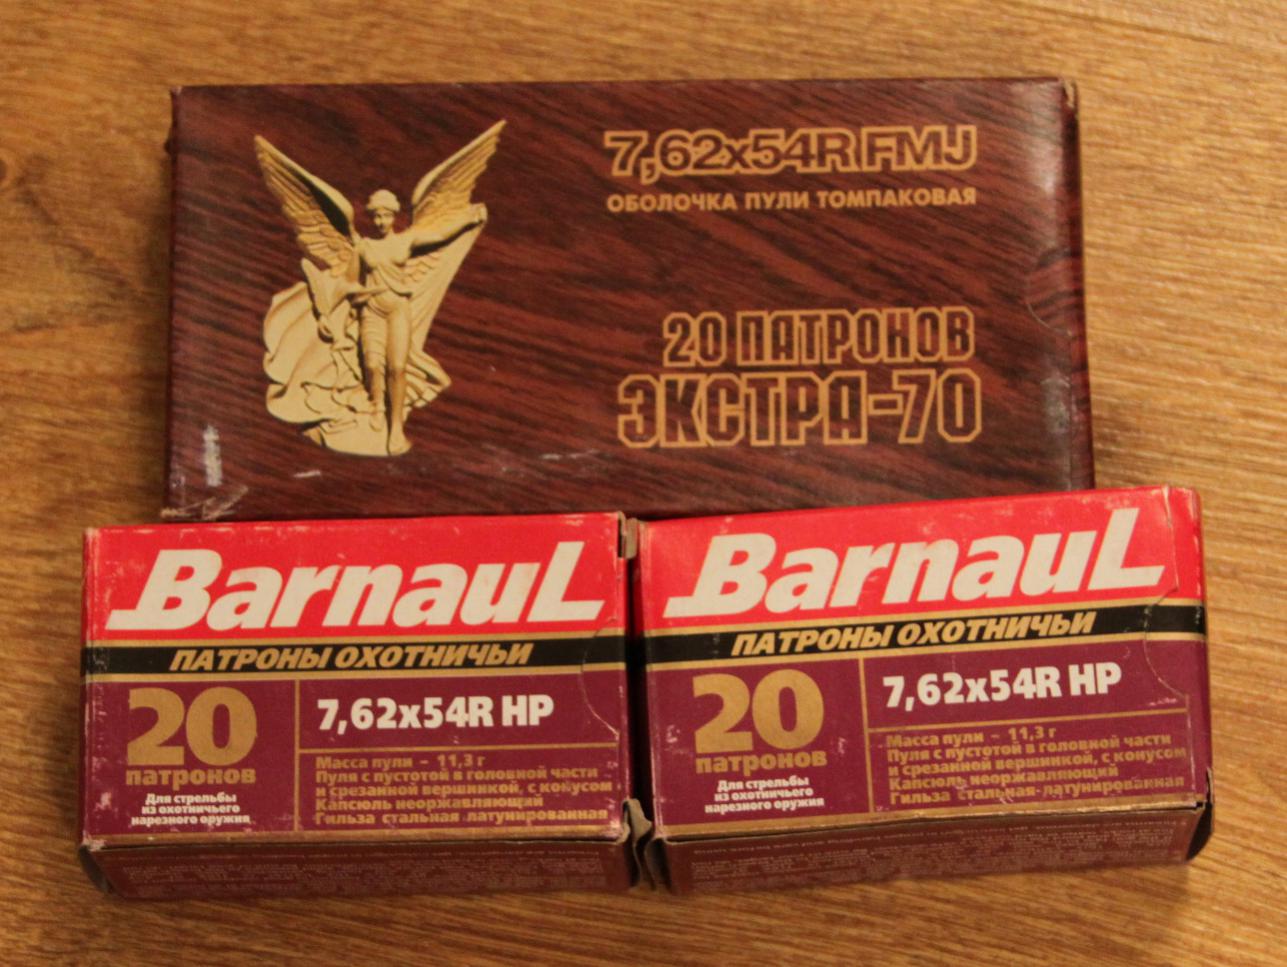 7,62x54R FMJ
ОБОЛОЧКА ПУЛИ ТОМПАКОВАЯ
20 ПАТРОНОВ
ЭКСТРА-70
BarnauL
ПАТРОНЫ ОХОТНИЧЬИ
20
патронов
Для стрельбы
из охотничьего
нарезного оружия
7,62x54R HP
Масса пули – 11,3 г
Пуля с пустотой в головной части
и срезанной вершинкой, с конусом
Капсюль неоржавляющий
Гильза стальная латунированная
BarnauL
ПАТРОНЫ ОХОТНИЧЬИ
20
патронов
Для стрельбы
из охотничьего
нарезного оружия
7,62x54R HP
Масса пули – 11,3 г
Пуля с пустотой в головной части
и срезанной вершинкой, с конусом
Капсюль неоржавляющий
Гильза стальная латунированная